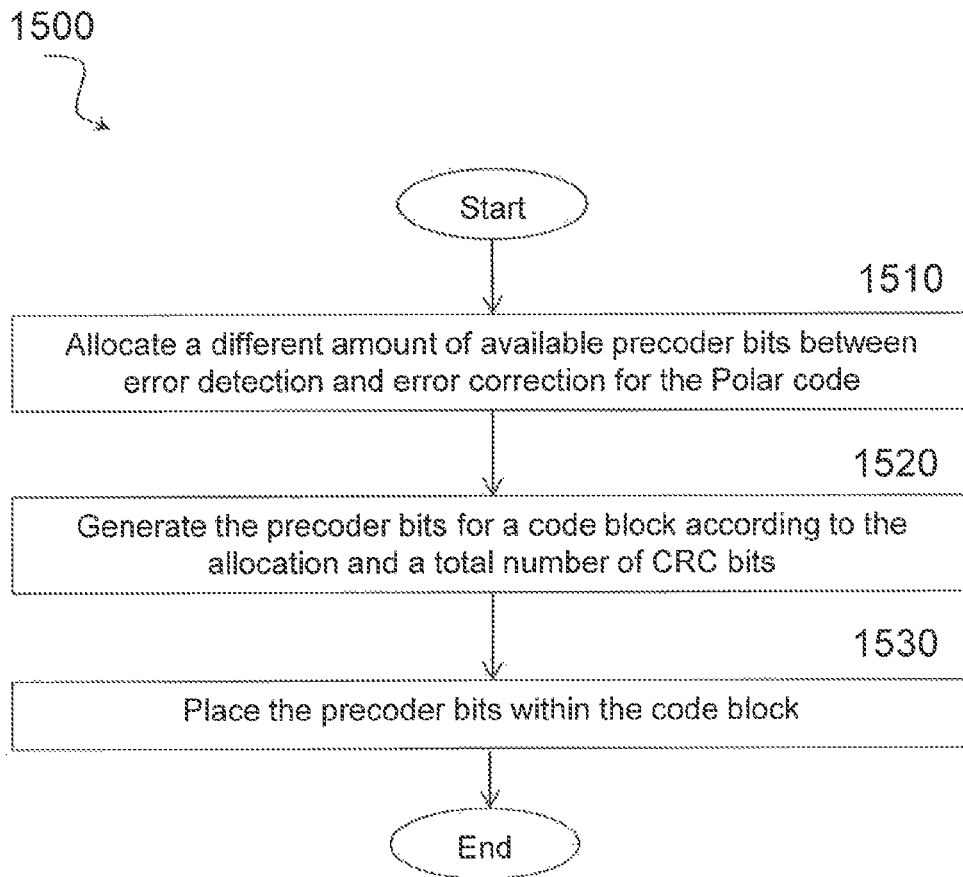 1500
Start
1510
Allocate a different amount of available precoder bits between
error detection and error correction for the Polar code
1520
Generate the precoder bits for a code block according to the
allocation and a total number of CRC bits
1530
Place the precoder bits within the code block
End